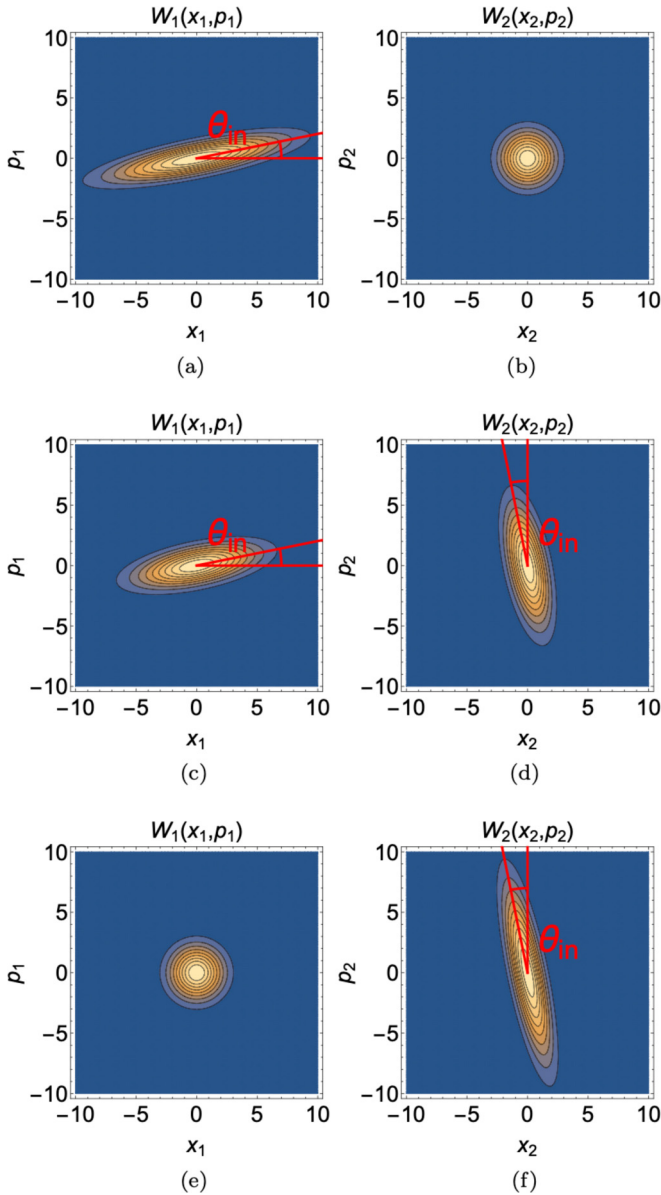 W₁(x₁,p₁) W₂(x₂,p₂)
10 10
5 5
p₁ 0 θin p₂ 0
−5 −5
−10 −10
−10 −5 0 5 10 −10 −5 0 5 10
x₁ x₂
(a) (b)
W₁(x₁,p₁) W₂(x₂,p₂)
10 10
5 5
p₁ 0 θin p₂ 0 θin
−5 −5
−10 −10
−10 −5 0 5 10 −10 −5 0 5 10
x₁ x₂
(c) (d)
W₁(x₁,p₁) W₂(x₂,p₂)
10 10
5 5
p₁ 0 p₂ 0 θin
−5 −5
−10 −10
−10 −5 0 5 10 −10 −5 0 5 10
x₁ x₂
(e) (f)